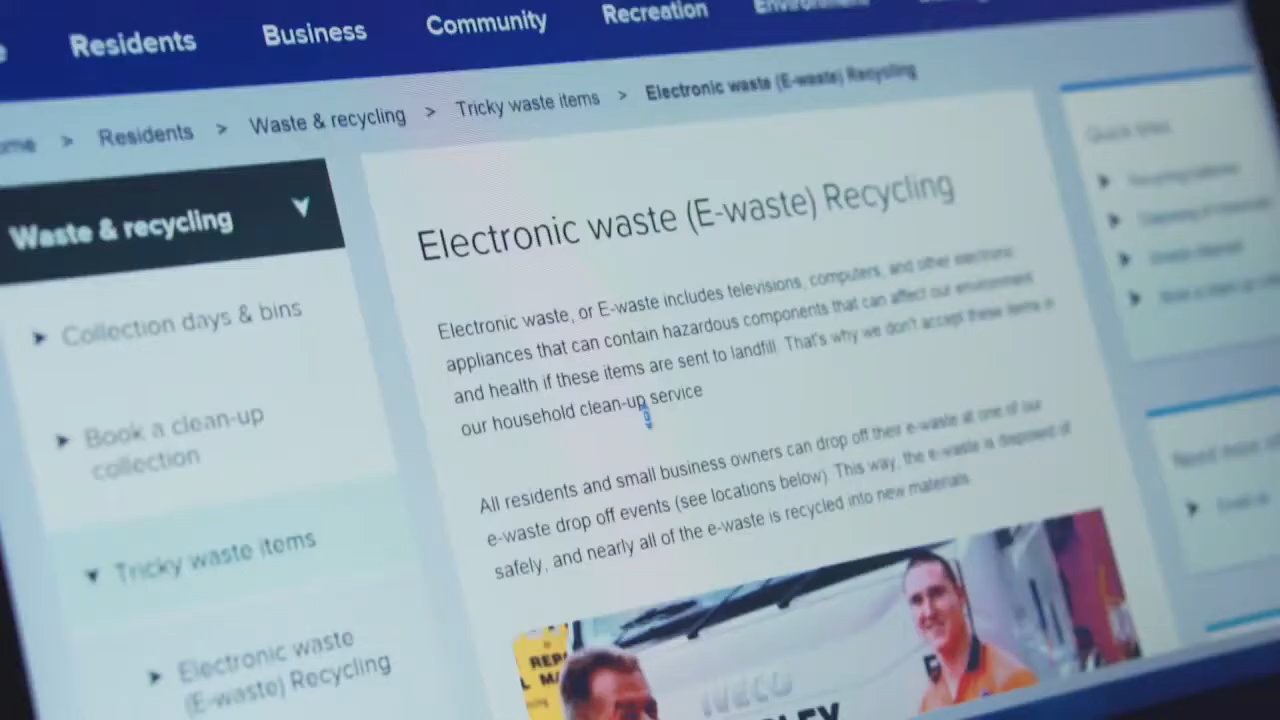 Residents Business Community Recreation Environment
> Residents > Waste & recycling > Tricky waste items > Electronic waste (E-waste) Recycling
Waste & recycling
Collection days & bins
Book a clean-up
collection
Tricky waste items
Electronic waste
(E-waste) Recycling
Electronic waste (E-waste) Recycling
Electronic waste, or E-waste includes televisions, computers, and other electronic
appliances that can contain hazardous components that can affect our environment
and health if these items are sent to landfill. That's why we don't accept these items in
our household clean-up service
All residents and small business owners can drop off their e-waste at one of our
e-waste drop off events (see locations below). This way, the e-waste is disposed of
safely, and nearly all of the e-waste is recycled into new materials.
IVECO
Quick links
Need more